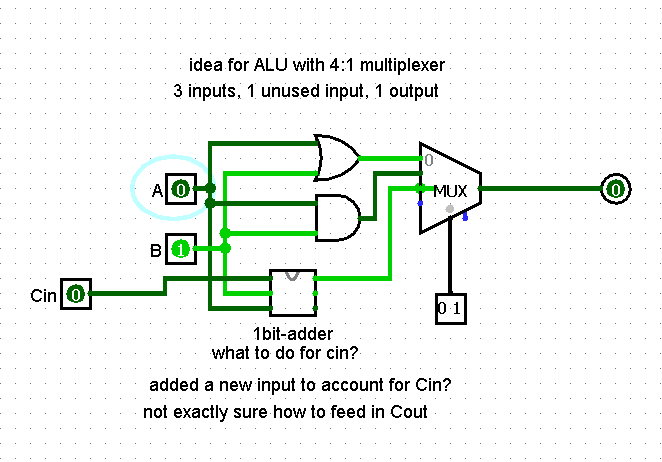 idea for ALU with 4:1 multiplexer
3 inputs, 1 unused input, 1 output
0
A 0
MUX
0
B 1
Cin 0
0 1
1bit-adder
what to do for cin?
added a new input to account for Cin?
not exactly sure how to feed in Cout